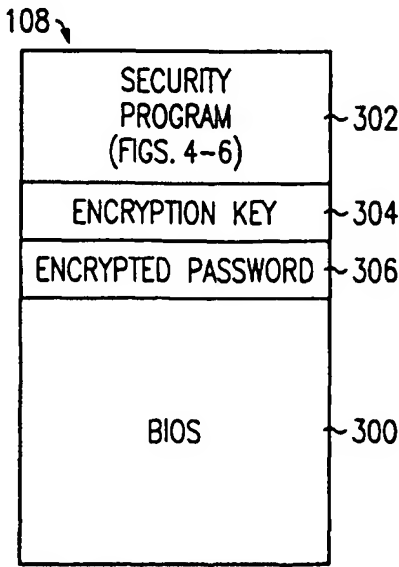 108
SECURITY
PROGRAM
(FIGS. 4-6)
302
ENCRYPTION KEY
304
ENCRYPTED PASSWORD
306
BIOS
300